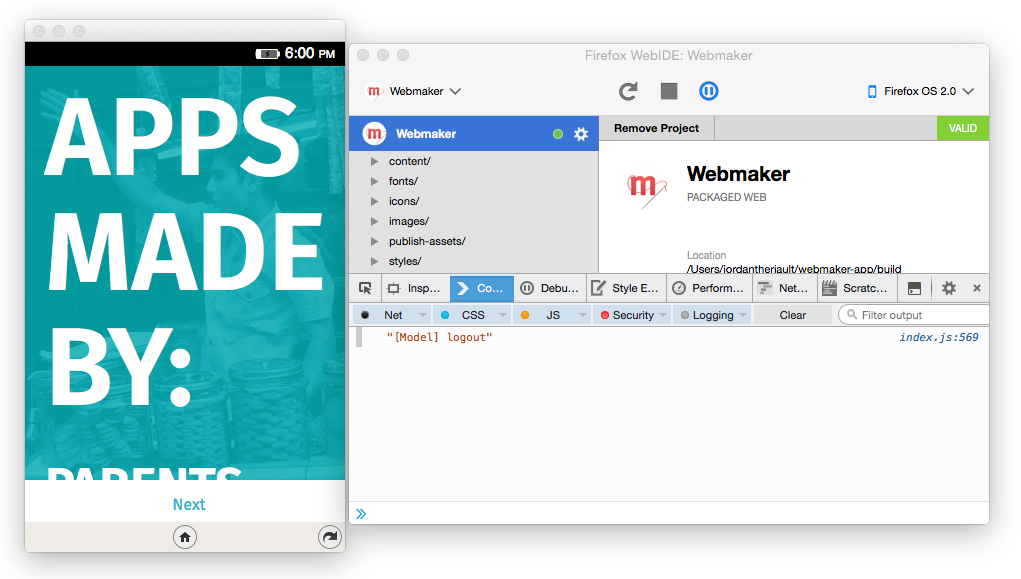 6:00 PM
APPS
MADE
BY:
PARENTS
Next
Firefox WebIDE: Webmaker
m Webmaker
Firefox OS 2.0
m Webmaker
Remove Project
VALID
content/
fonts/
icons/
images/
publish-assets/
styles/
m
Webmaker
PACKAGED WEB
Location
/Users/jordantheriault/webmaker-app/build
Insp... Co... Debu... Style E... Perform... Net... Scratc...
Net CSS JS Security Logging Clear Filter output
"[Model] logout" index.js:569